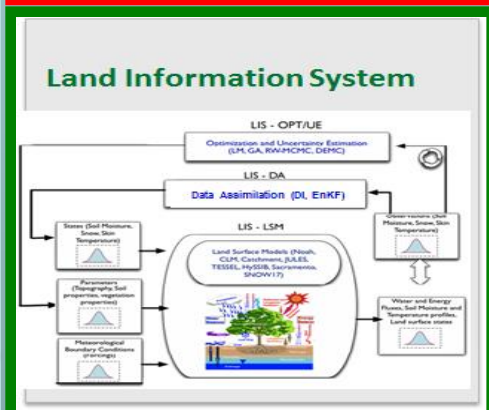 Land Information System
LIS - OPT/UE
Optimization and Uncertainty Estimation
(LM, GA, RW-MCMC, DEMC)
LIS - DA
Data Assimilation (DI, EnKF)
LIS - LSM
States (Soil Moisture,
Snow, Skin
Temperature)
Land Surface Models (Noah,
CLM, Catchment, JULES,
TESSEL, HySSIB, Sacramento,
SNOW17)
Observations (Soil
Moisture, Snow, Skin
Temperature)
Parameters
(Topography, Soil
properties, vegetation
properties)
Water and Energy
Fluxes, Soil Moisture and
Temperature profiles,
Land surface states
Meteorological
Boundary Conditions
(Forcings)